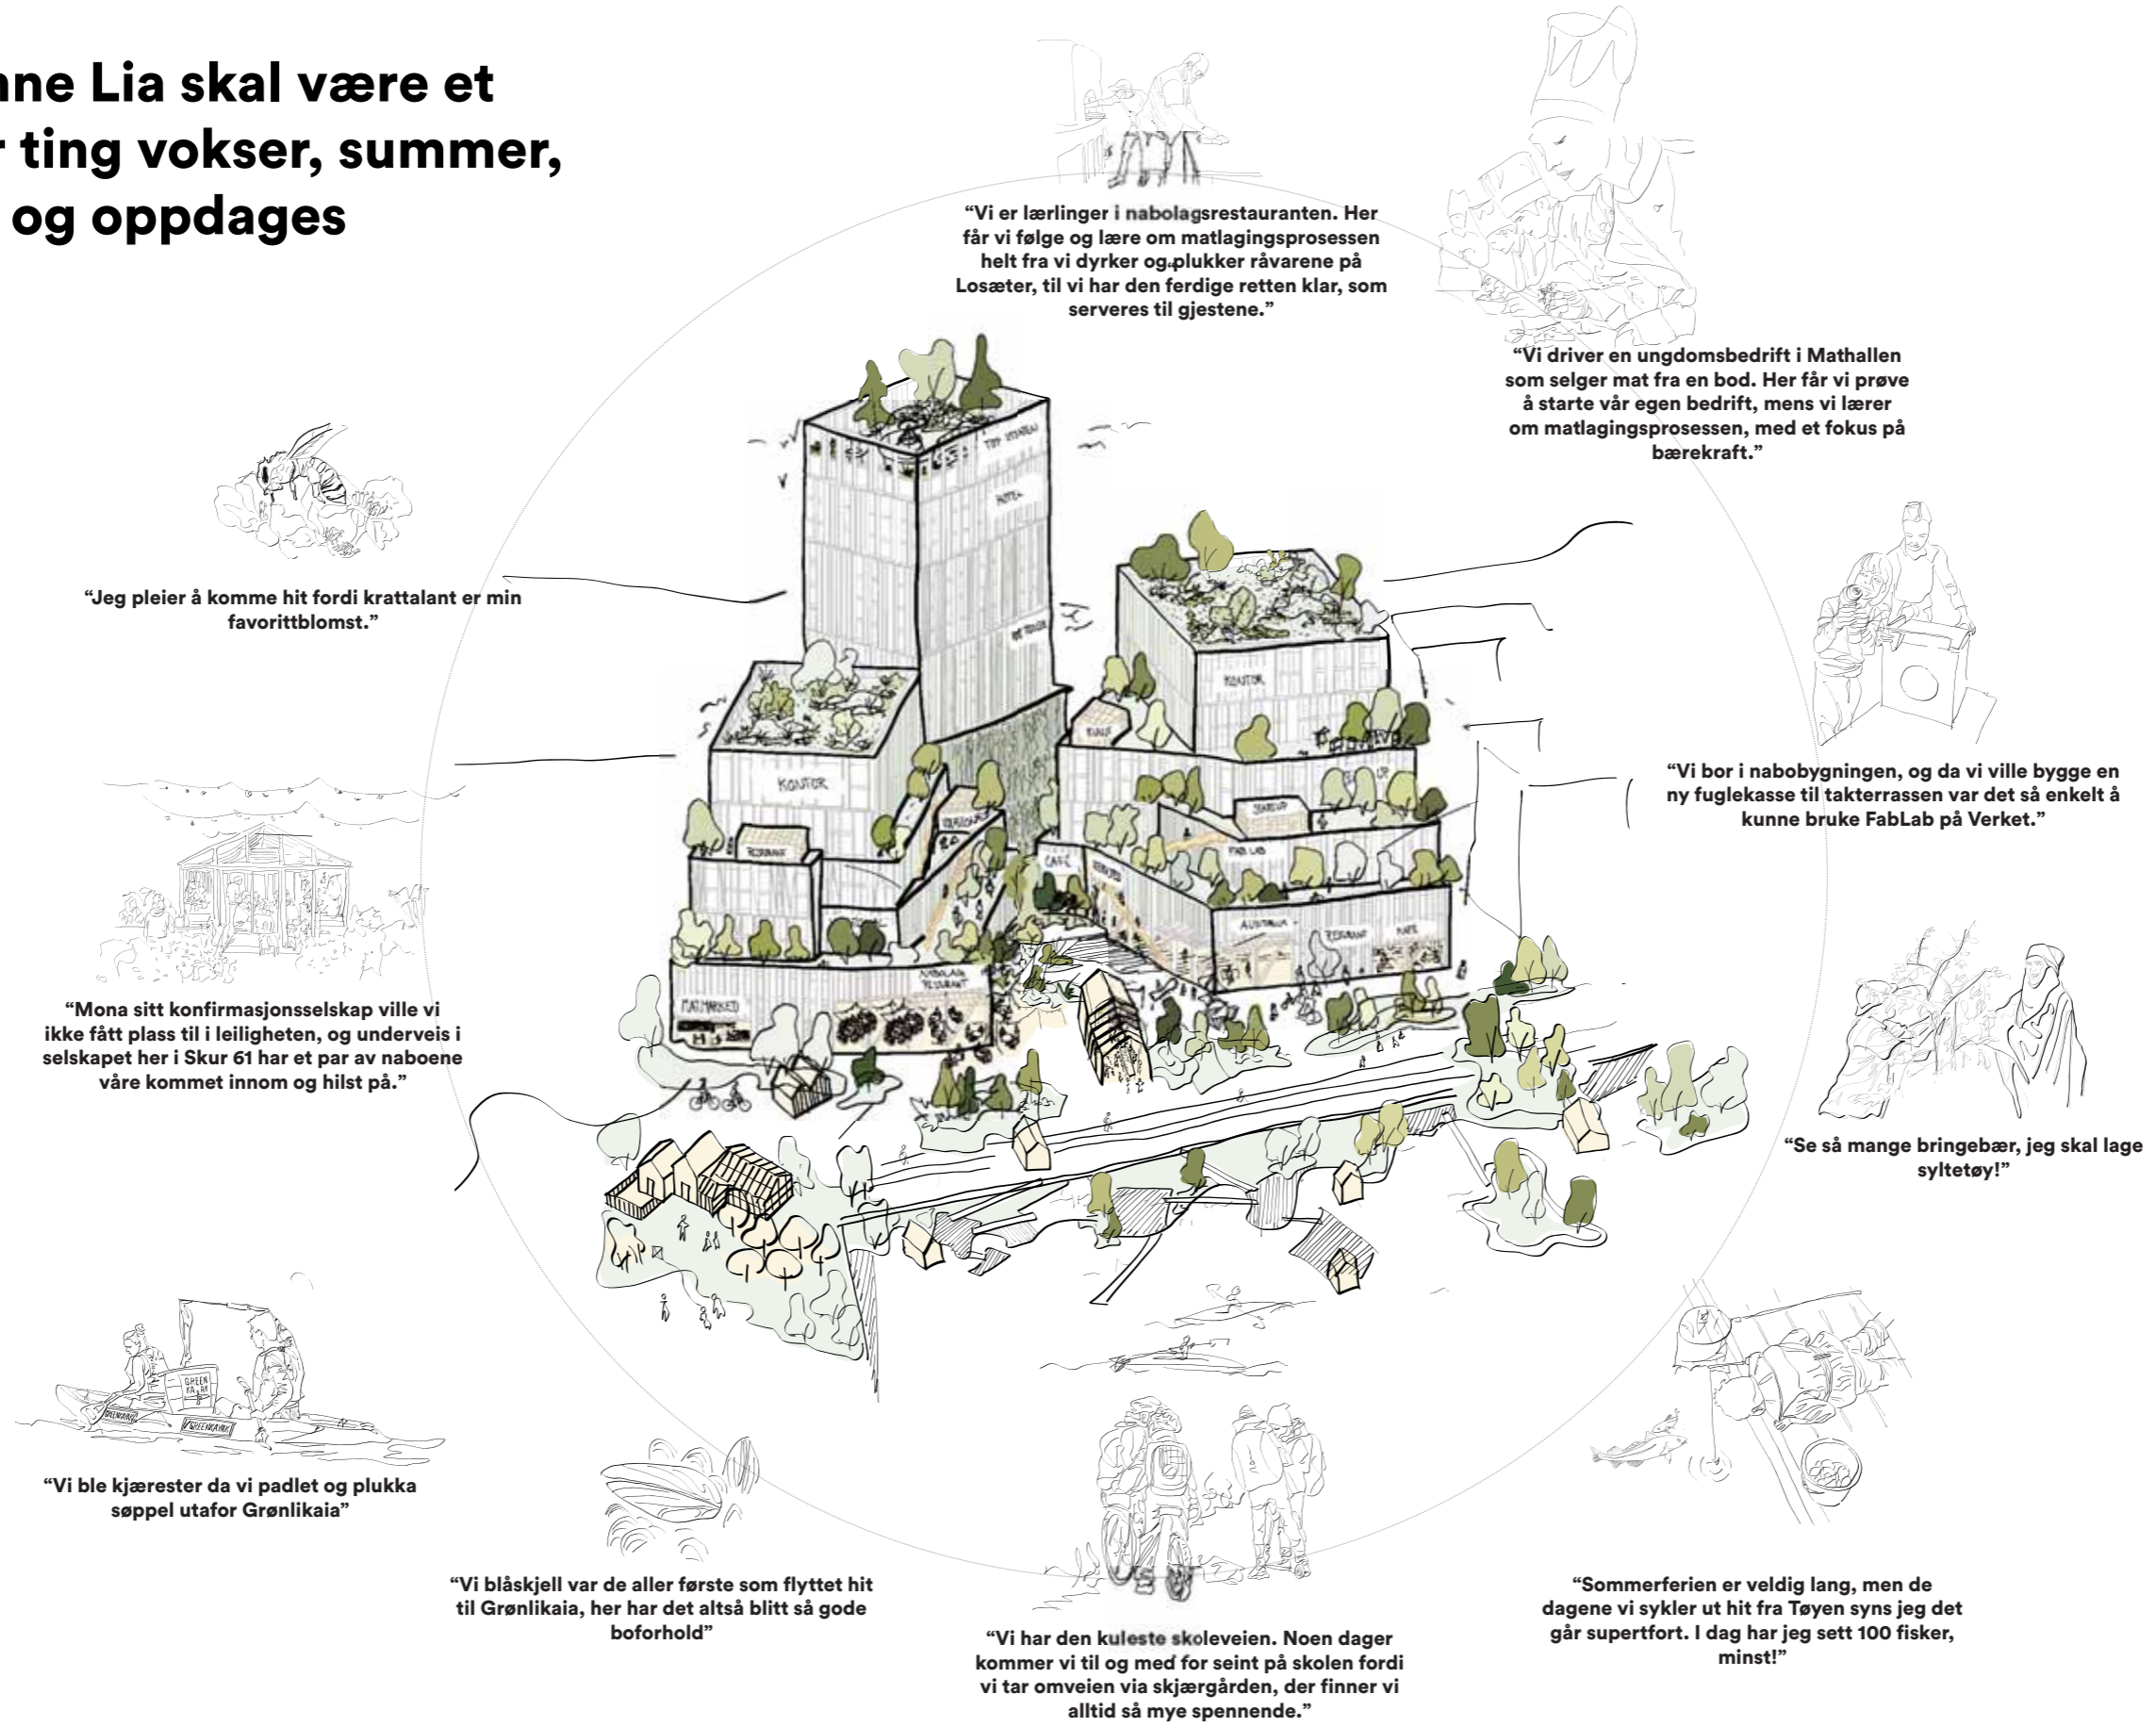 nne Lia skal være et
r ting vokser, summer,
og oppdages
“Vi er lærlinger i nabolagsrestauranten. Her
får vi følge og lære om matlagingsprosessen
helt fra vi dyrker og plukker råvarene på
Losæter, til vi har den ferdige retten klar, som
serveres til gjestene.”
“Vi driver en ungdomsbedrift i Mathallen
som selger mat fra en bod. Her får vi prøve
å starte vår egen bedrift, mens vi lærer
om matlagingsprosessen, med et fokus på
bærekraft.”
“Jeg pleier å komme hit fordi krattalant er min
favorittblomst.”
“Vi bor i nabobygningen, og da vi ville bygge en
ny fuglekasse til takterrassen var det så enkelt å
kunne bruke FabLab på Verket.”
“Mona sitt konfirmasjonsselskap ville vi
ikke fått plass til i leiligheten, og underveis i
selskapet her i Skur 61 har et par av naboene
våre kommet innom og hilst på.”
“Se så mange bringebær, jeg skal lage
syltetøy!”
“Vi ble kjærester da vi padlet og plukka
søppel utafor Grønlikaia”
“Vi blåskjell var de aller første som flyttet hit
til Grønlikaia, her har det altså blitt så gode
boforhold”
“Vi har den kuleste skoleveien. Noen dager
kommer vi til og med for seint på skolen fordi
vi tar omveien via skjærgården, der finner vi
alltid så mye spennende.”
“Sommerferien er veldig lang, men de
dagene vi sykler ut hit fra Tøyen syns jeg det
går supertfort. I dag har jeg sett 100 fisker,
minst!”
HOTEL
KONTOR
KONTOR
STARTUP
FAB LAB
CAFÉ
RESTAURANT
MATMARKED
NABOLAG
GREEN
GREENKAYAK